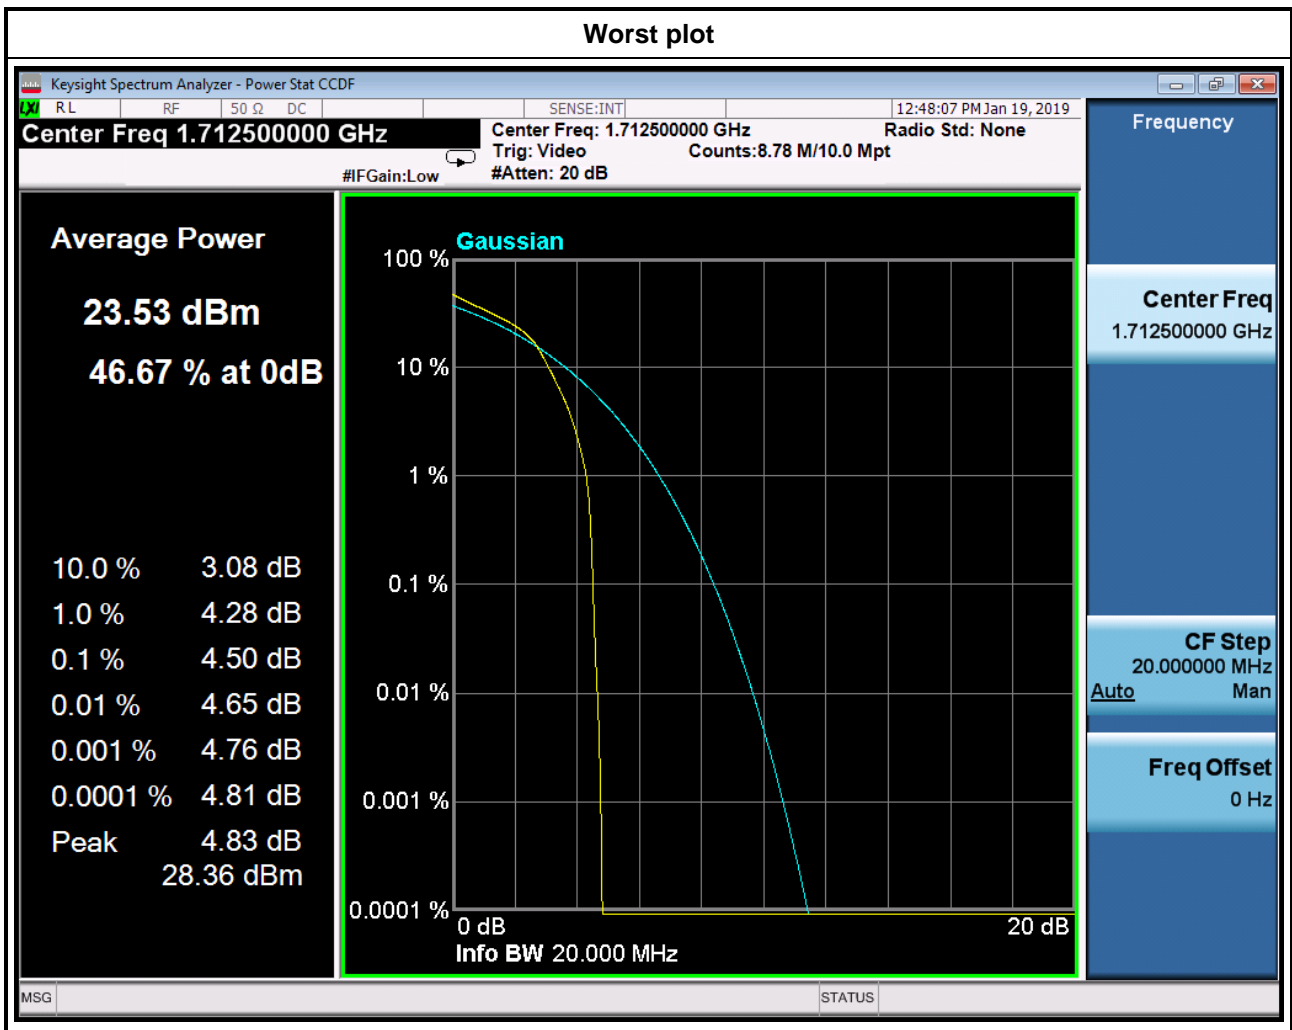 Worst plot
Keysight Spectrum Analyzer - Power Stat CCDF
LXI RL RF 50 Ω DC SENSE:INT 12:48:07 PM Jan 19, 2019
Center Freq 1.712500000 GHz
Center Freq: 1.712500000 GHz Radio Std: None
Trig: Video Counts:8.78 M/10.0 Mpt
#IFGain:Low #Atten: 20 dB
Average Power
23.53 dBm
46.67 % at 0dB
10.0 % 3.08 dB
1.0 % 4.28 dB
0.1 % 4.50 dB
0.01 % 4.65 dB
0.001 % 4.76 dB
0.0001 % 4.81 dB
Peak 4.83 dB
28.36 dBm
Gaussian
100 %
10 %
1 %
0.1 %
0.01 %
0.001 %
0.0001 %
0 dB 20 dB
Info BW 20.000 MHz
Frequency
Center Freq
1.712500000 GHz
CF Step
20.000000 MHz
Auto Man
Freq Offset
0 Hz
MSG STATUS